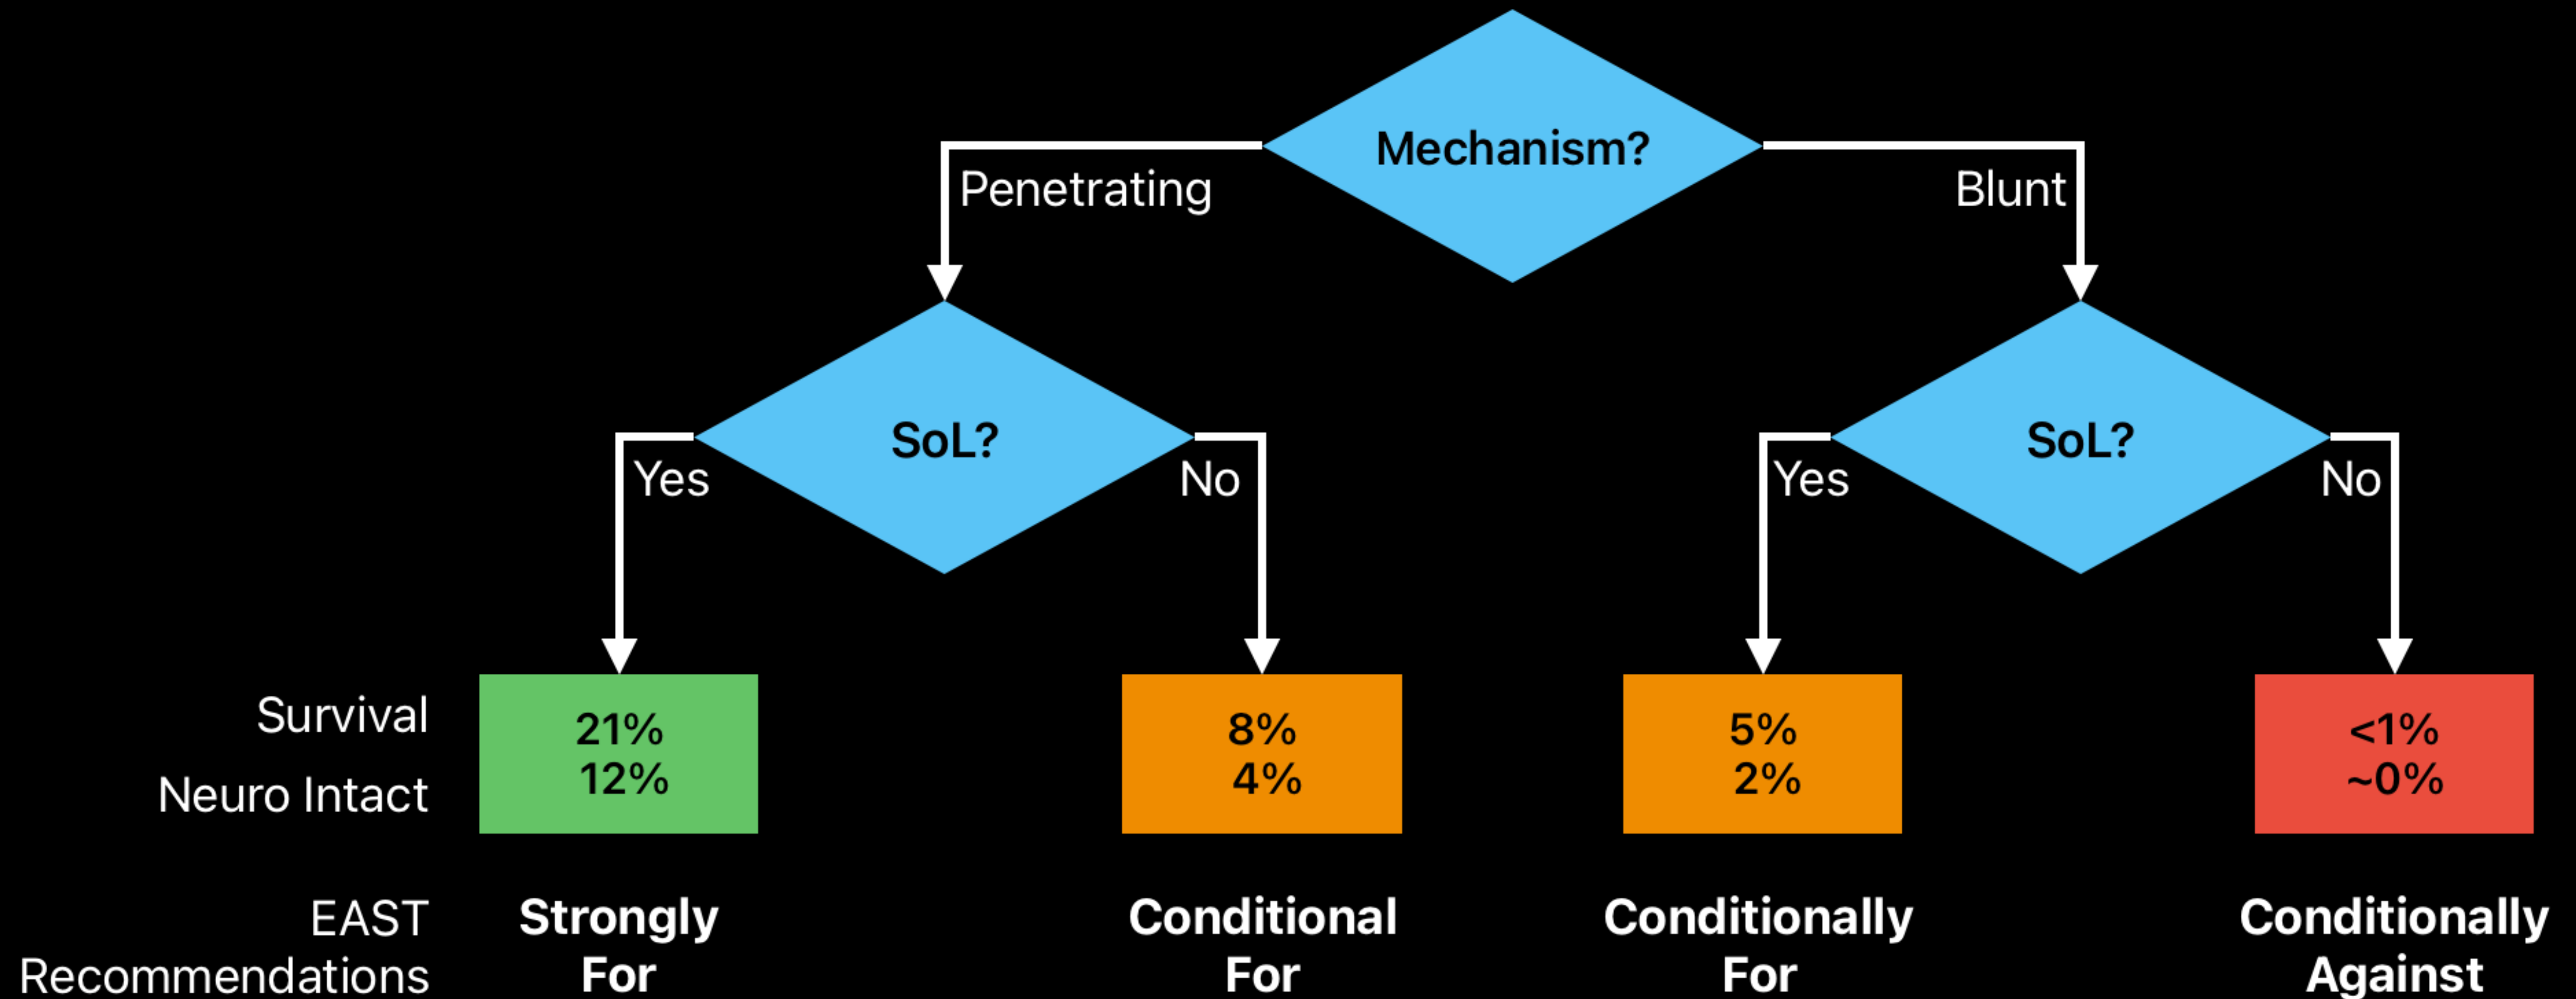 Mechanism?
Penetrating
Blunt
SoL?
SoL?
Yes
No
Yes
No
Survival
Neuro Intact
21%
12%
8%
4%
5%
2%
<1%
~0%
EAST
Recommendations
Strongly
For
Conditional
For
Conditionally
For
Conditionally
Against